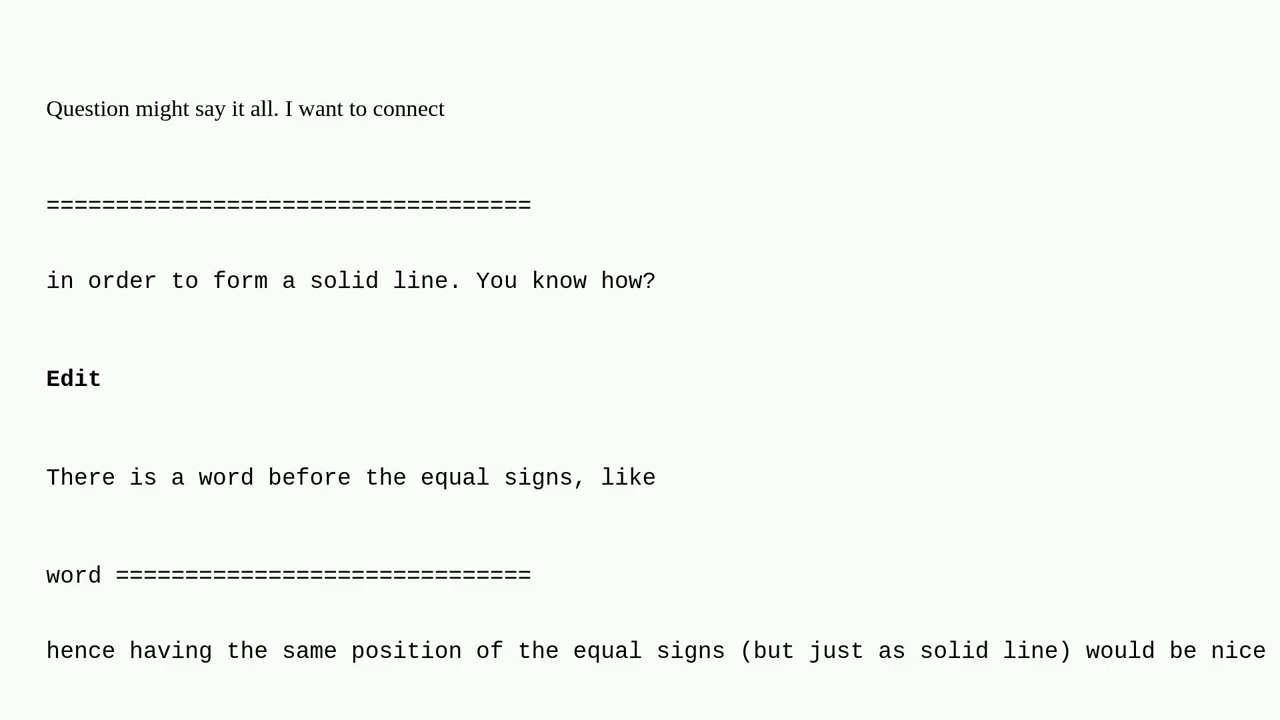 Question might say it all. I want to connect
===================================
in order to form a solid line. You know how?
Edit
There is a word before the equal signs, like
word ==============================
hence having the same position of the equal signs (but just as solid line) would be nice